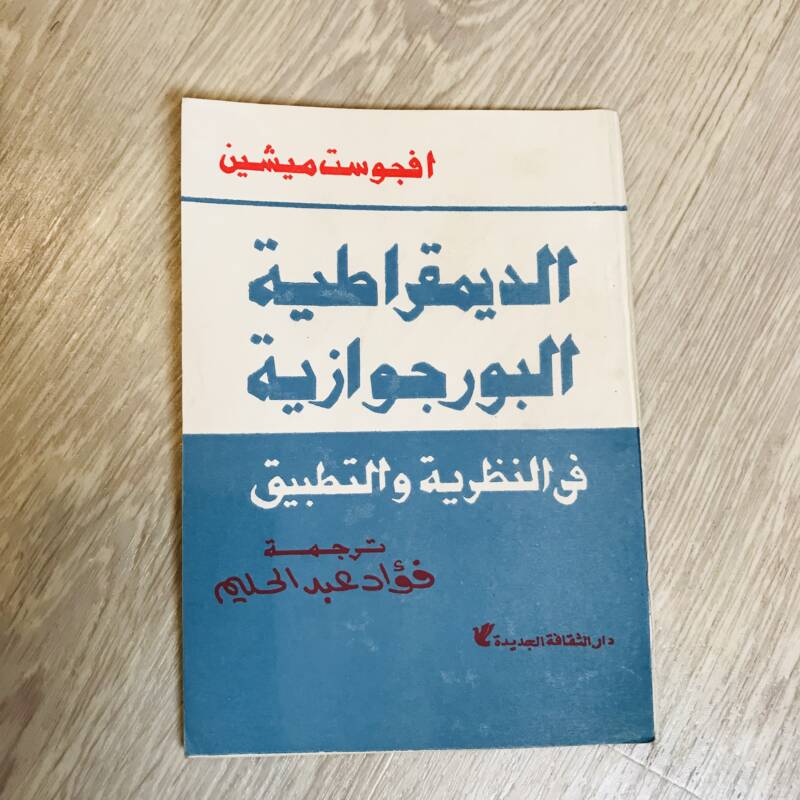 افجوست ميشين
الديمقراطية
البورجوازية
فى النظرية والتطبيق
ترجمة
فؤاد عبد الحليم
دار الثقافة الجديدة